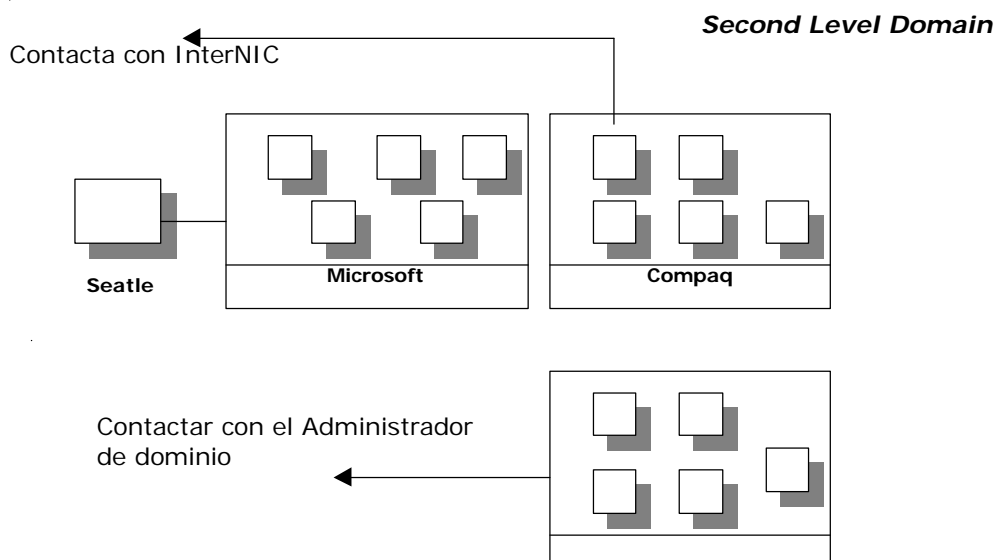 Second Level Domain
Contacta con InterNIC
Microsoft
Compaq
Seatle
Contactar con el Administrador
de dominio